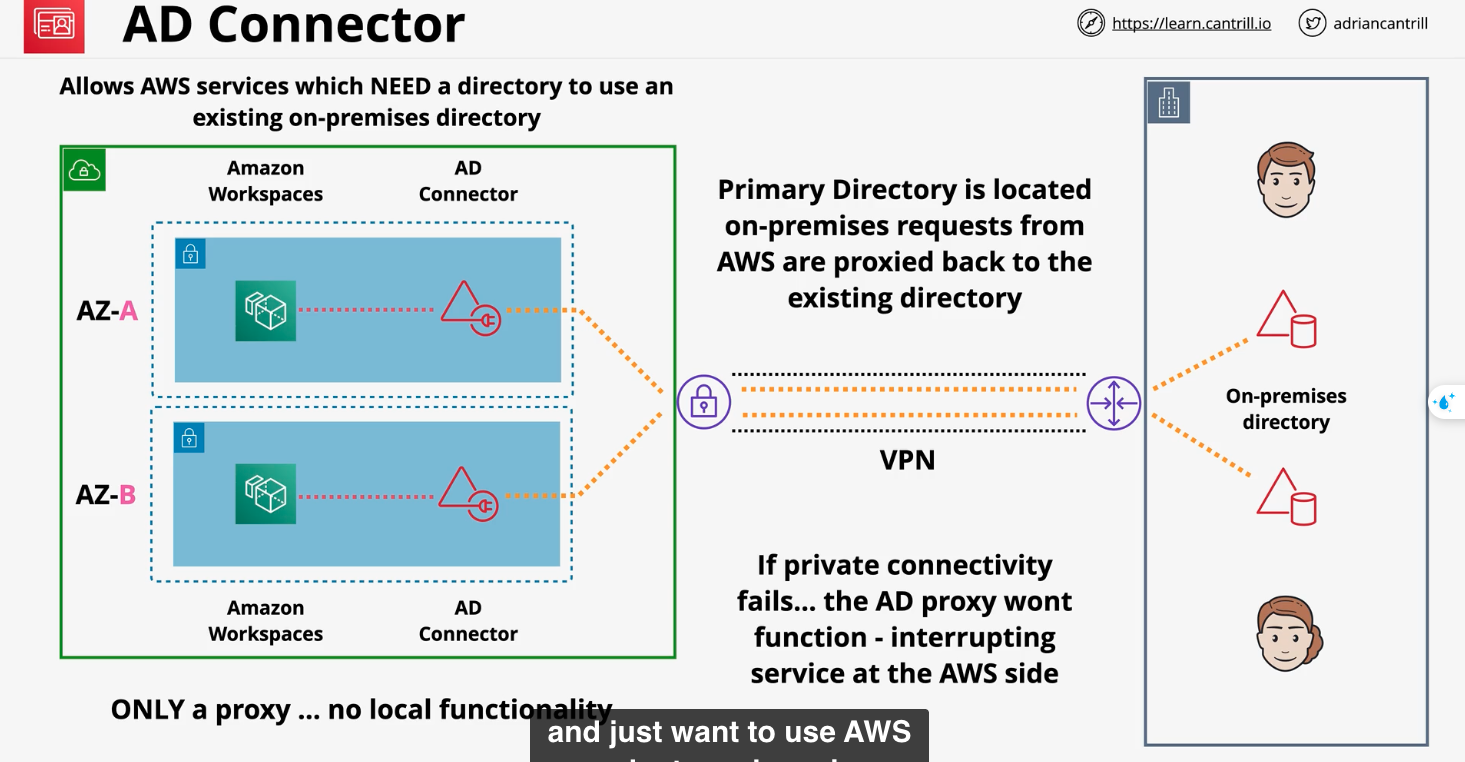 AD Connector
https://learn.cantrill.io
adriancantrill
Allows AWS services which NEED a directory to use an
existing on-premises directory
Amazon
Workspaces
AD
Connector
AZ-A
AZ-B
Amazon
Workspaces
AD
Connector
ONLY a proxy ... no local functionality
Primary Directory is located
on-premises requests from
AWS are proxied back to the
existing directory
VPN
If private connectivity
fails... the AD proxy wont
function - interrupting
service at the AWS side
On-premises
directory
and just want to use AWS